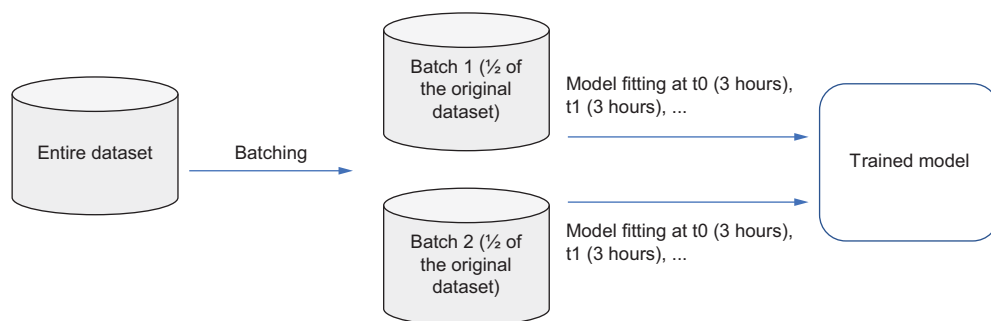 Entire dataset
Batching
Batch 1 (½ of
the original
dataset)
Model fitting at t0 (3 hours),
t1 (3 hours), ...
Batch 2 (½ of
the original
dataset)
Model fitting at t0 (3 hours),
t1 (3 hours), ...
Trained model